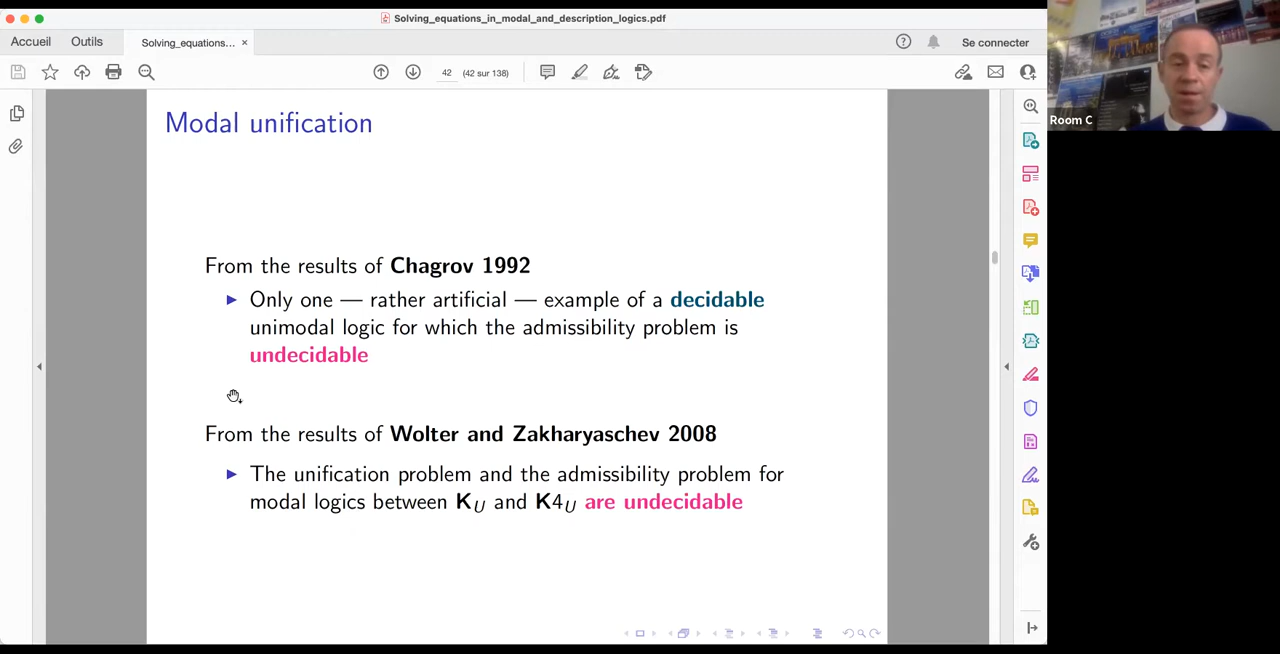 Solving_equations_in_modal_and_description_logics.pdf
Accueil Outils Solving_equations... × Se connecter
42 (42 sur 138)
Room C
Modal unification
From the results of Chagrov 1992
Only one — rather artificial — example of a decidable
unimodal logic for which the admissibility problem is
undecidable
From the results of Wolter and Zakharyaschev 2008
The unification problem and the admissibility problem for
modal logics between K_U and K4_U are undecidable